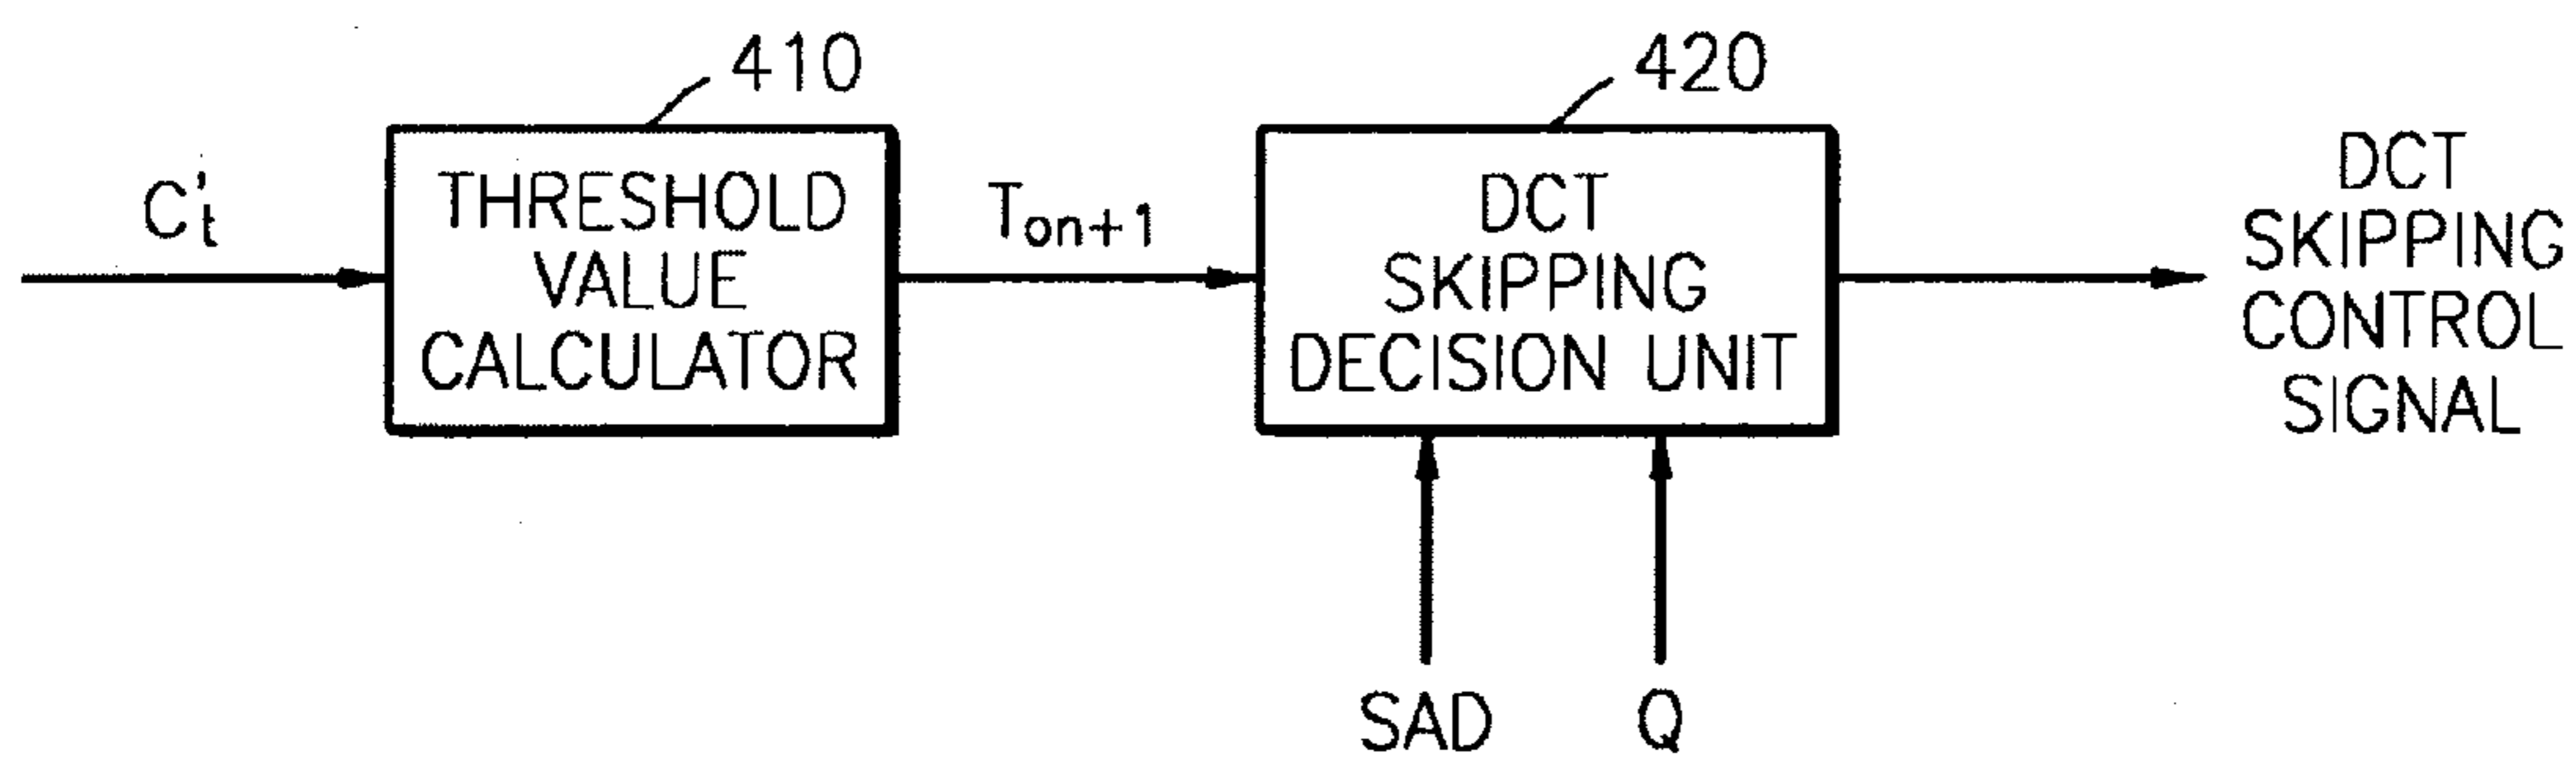 410
420
C't
THRESHOLD
VALUE
CALCULATOR
Ton+1
DCT
SKIPPING
DECISION UNIT
DCT
SKIPPING
CONTROL
SIGNAL
SAD
Q